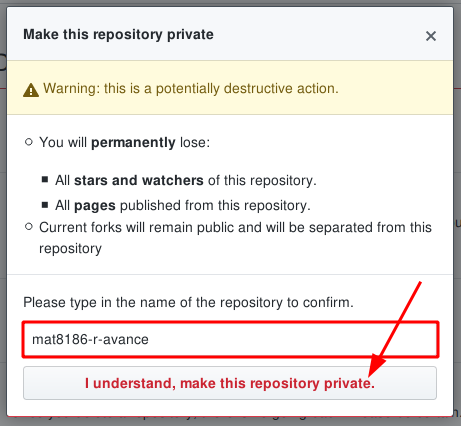 Make this repository private
Warning: this is a potentially destructive action.
You will permanently lose:
All stars and watchers of this repository.
All pages published from this repository.
Current forks will remain public and will be separated from this
repository
Please type in the name of the repository to confirm.
mat8186-r-avance
I understand, make this repository private.